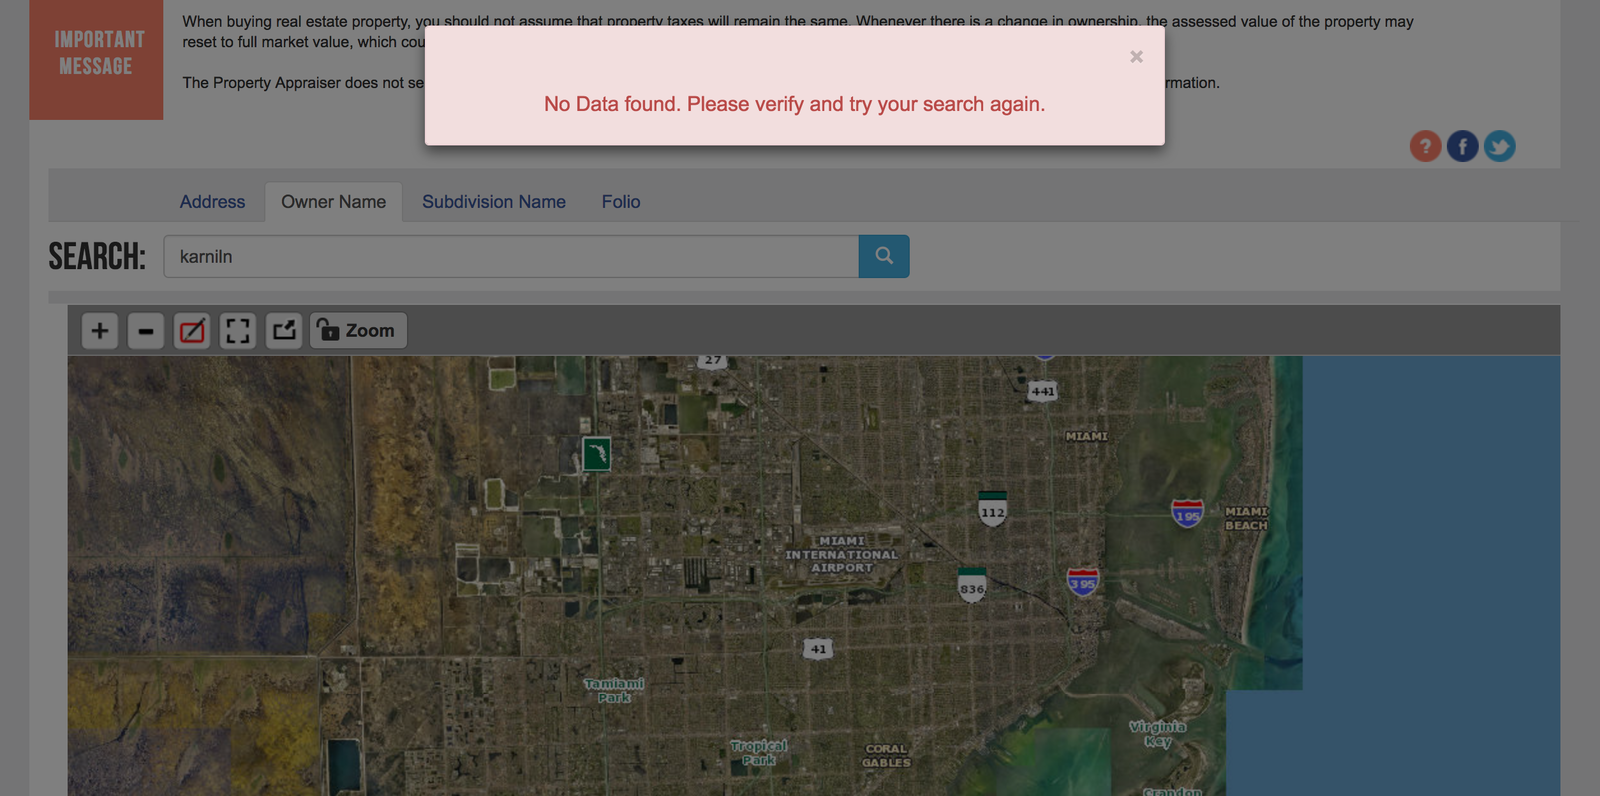 IMPORTANT
MESSAGE
When buying real estate property, you should not assume that property taxes will remain the same. Whenever there is a change in ownership, the assessed value of the property may
reset to full market value, which cou
The Property Appraiser does not se
rmation.
×
No Data found. Please verify and try your search again.
? f
Address Owner Name Subdivision Name Folio
SEARCH: karniln
+ - Zoom
27
441
MIAMI
112
195
MIAMI
BEACH
MIAMI
INTERNATIONAL
AIRPORT
836
395
41
Tamiami
Park
Virginia
Key
Tropical
Park
CORAL
GABLES
Crandon